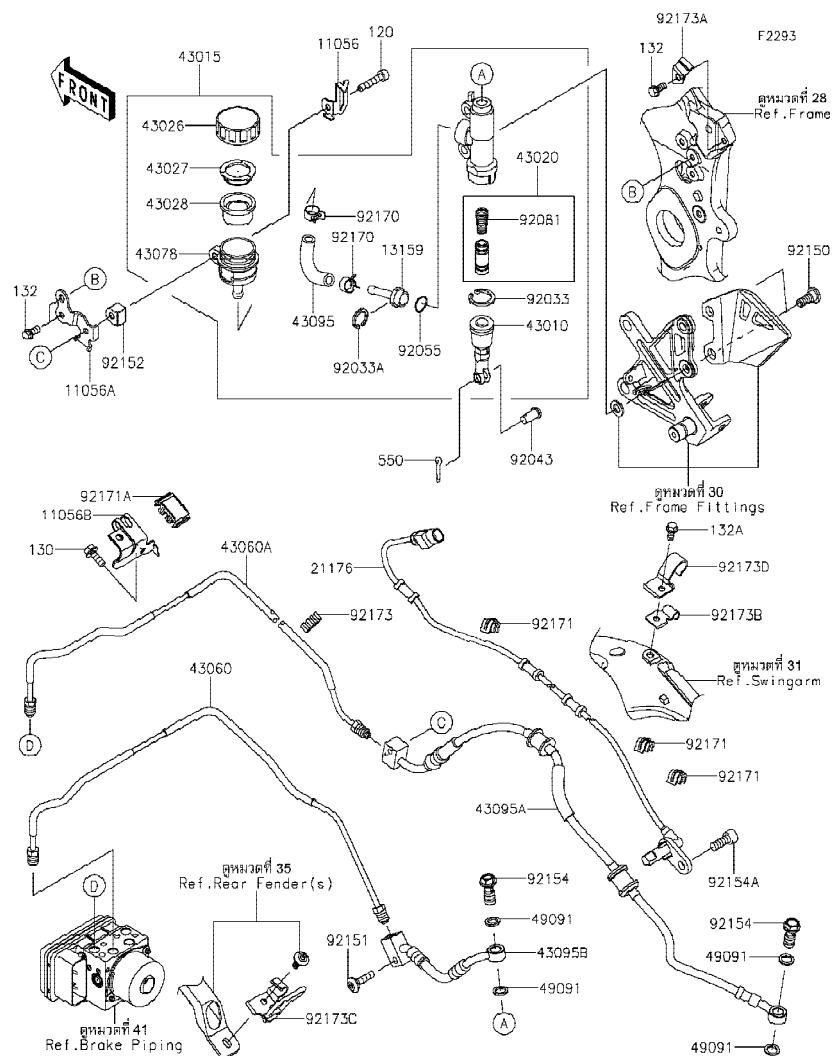 92173A
F2293
120
11056
43015
132
ดูหมวดที่ 28
Ref.Frame
FRONT
A
43026
43027
43020
43028
92170
92081
B
92170
13159
92150
43078
B
132
92033
43095
43010
C
92152
92055
92033A
11056A
550
92043
ดูหมวดที่ 30
Ref.Frame Fittings
92171A
11056B
132A
130
43060A
21176
92173D
92173
92171
92173B
43060
ดูหมวดที่ 31
Ref.Swingarm
C
D
92171
92171
43095A
ดูหมวดที่ 35
Ref.Rear Fender(s)
92154
92154A
D
92154
49091
92151
43095B
49091
49091
92173C
A
ดูหมวดที่ 41
Ref.Brake Piping
49091